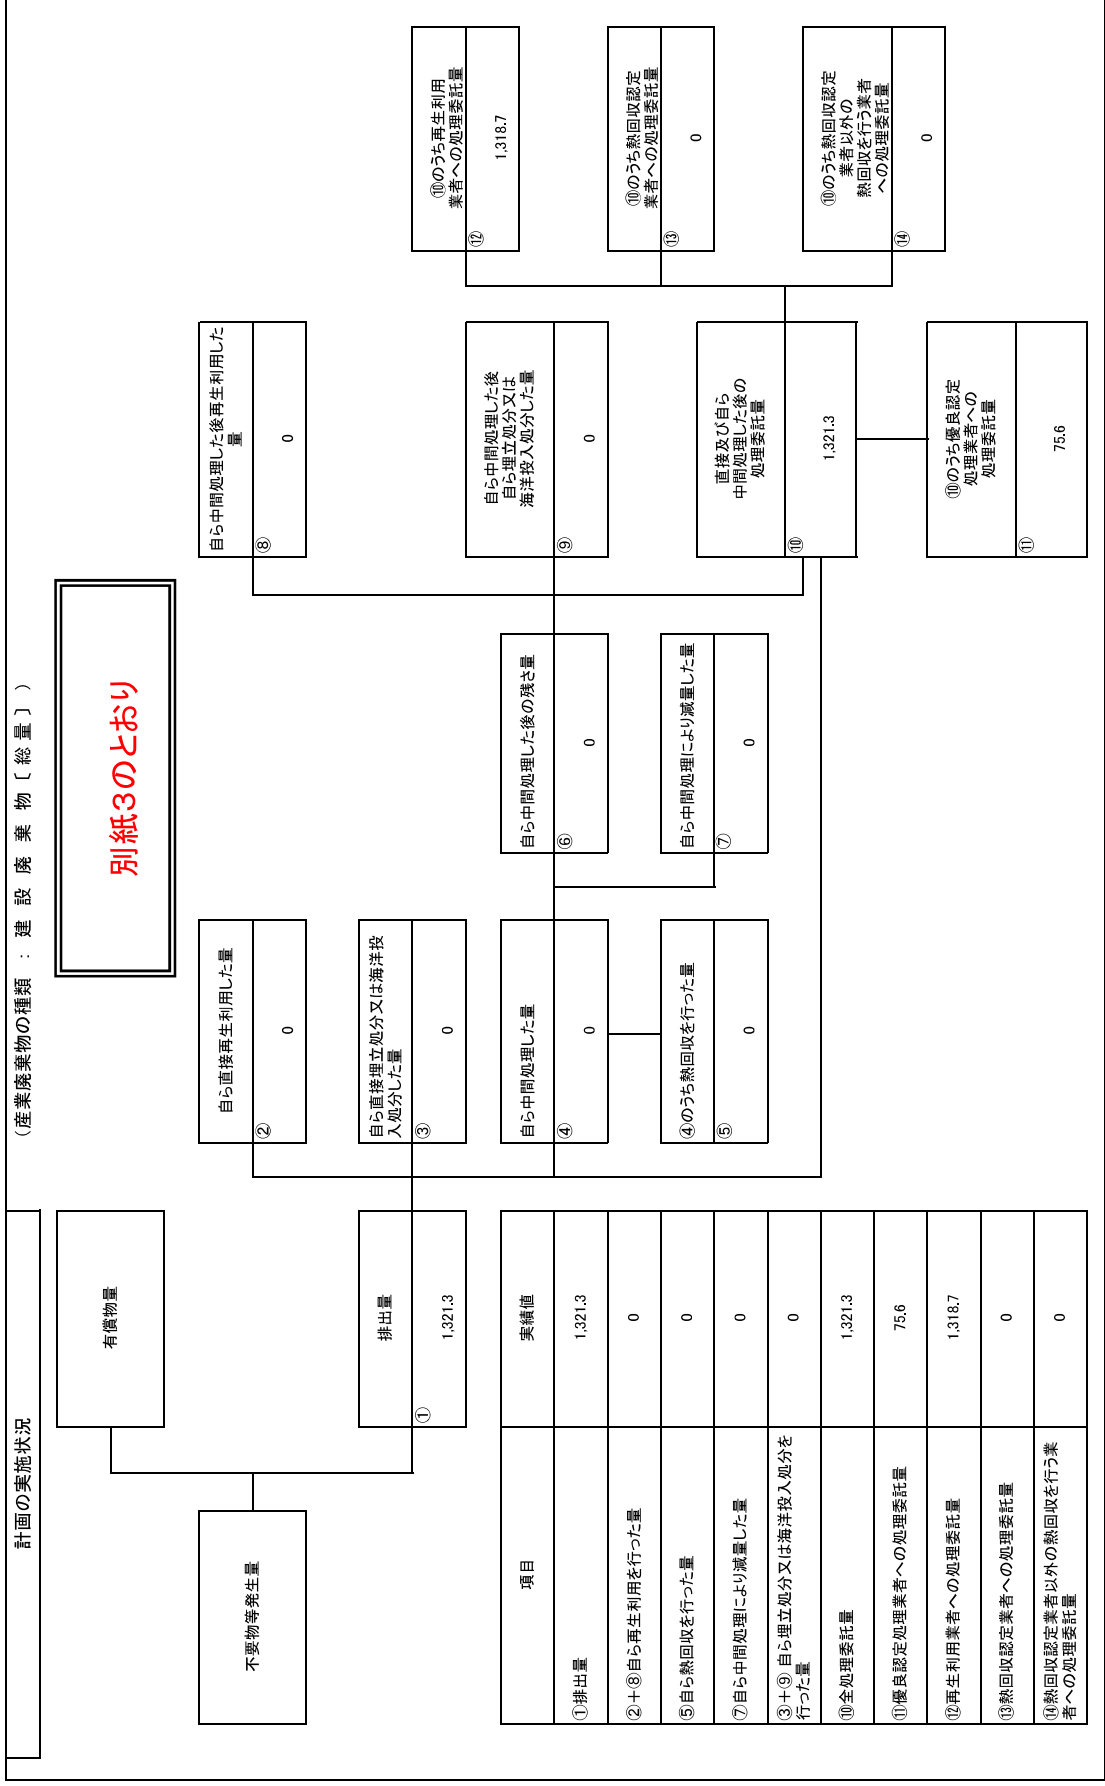 計画の実施状況
（産業廃棄物の種類 ： 建 設 廃 棄 物 〔 総 量 〕 ）
別紙3のとおり
不要物等発生量
有償物量
排出量
①
1,321.3
自ら直接再生利用した量
②
0
自ら直接埋立処分又は海洋投
入処分した量
③
0
自ら中間処理した量
④
0
④のうち熱回収を行った量
⑤
0
自ら中間処理した後の残さ量
⑥
0
自ら中間処理により減量した量
⑦
0
自ら中間処理した後再生利用した
量
⑧
0
自ら中間処理した後
自ら埋立処分又は
海洋投入処分した量
⑨
0
直接及び自ら
中間処理した後の
処理委託量
⑩
1,321.3
⑩のうち優良認定
処理業者への
処理委託量
⑪
75.6
⑩のうち再生利用
業者への処理委託量
⑫
1,318.7
⑩のうち熱回収認定
業者への処理委託量
⑬
0
⑩のうち熱回収認定
業者以外の
熱回収を行う業者
への処理委託量
⑭
0
項目 実績値
①排出量 1,321.3
②＋⑧自ら再生利用を行った量 0
⑤自ら熱回収を行った量 0
⑦自ら中間処理により減量した量 0
③＋⑨ 自ら埋立処分又は海洋投入処分を
行った量 0
⑩全処理委託量 1,321.3
⑪優良認定処理業者への処理委託量 75.6
⑫再生利用業者への処理委託量 1,318.7
⑬熱回収認定業者への処理委託量 0
⑭熱回収認定業者以外の熱回収を行う業
者への処理委託量 0